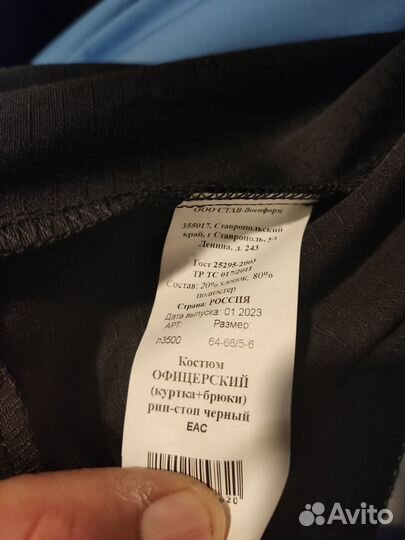 ООО СТАВ-Военформ
355017, Ставропольский
край, г Ставрополь, ул
Ленина, д. 243
Гост 25295-2003
ТР ТС 017/2011
Состав: 20% хлопок, 80%
полиэстер
Страна: РОССИЯ
Дата выпуска: 01 2023
АРТ. Размер:
л3500 64-66/5-6
Костюм
ОФИЦЕРСКИЙ
(куртка+брюки)
рип-стоп черный
ЕАС
Avito